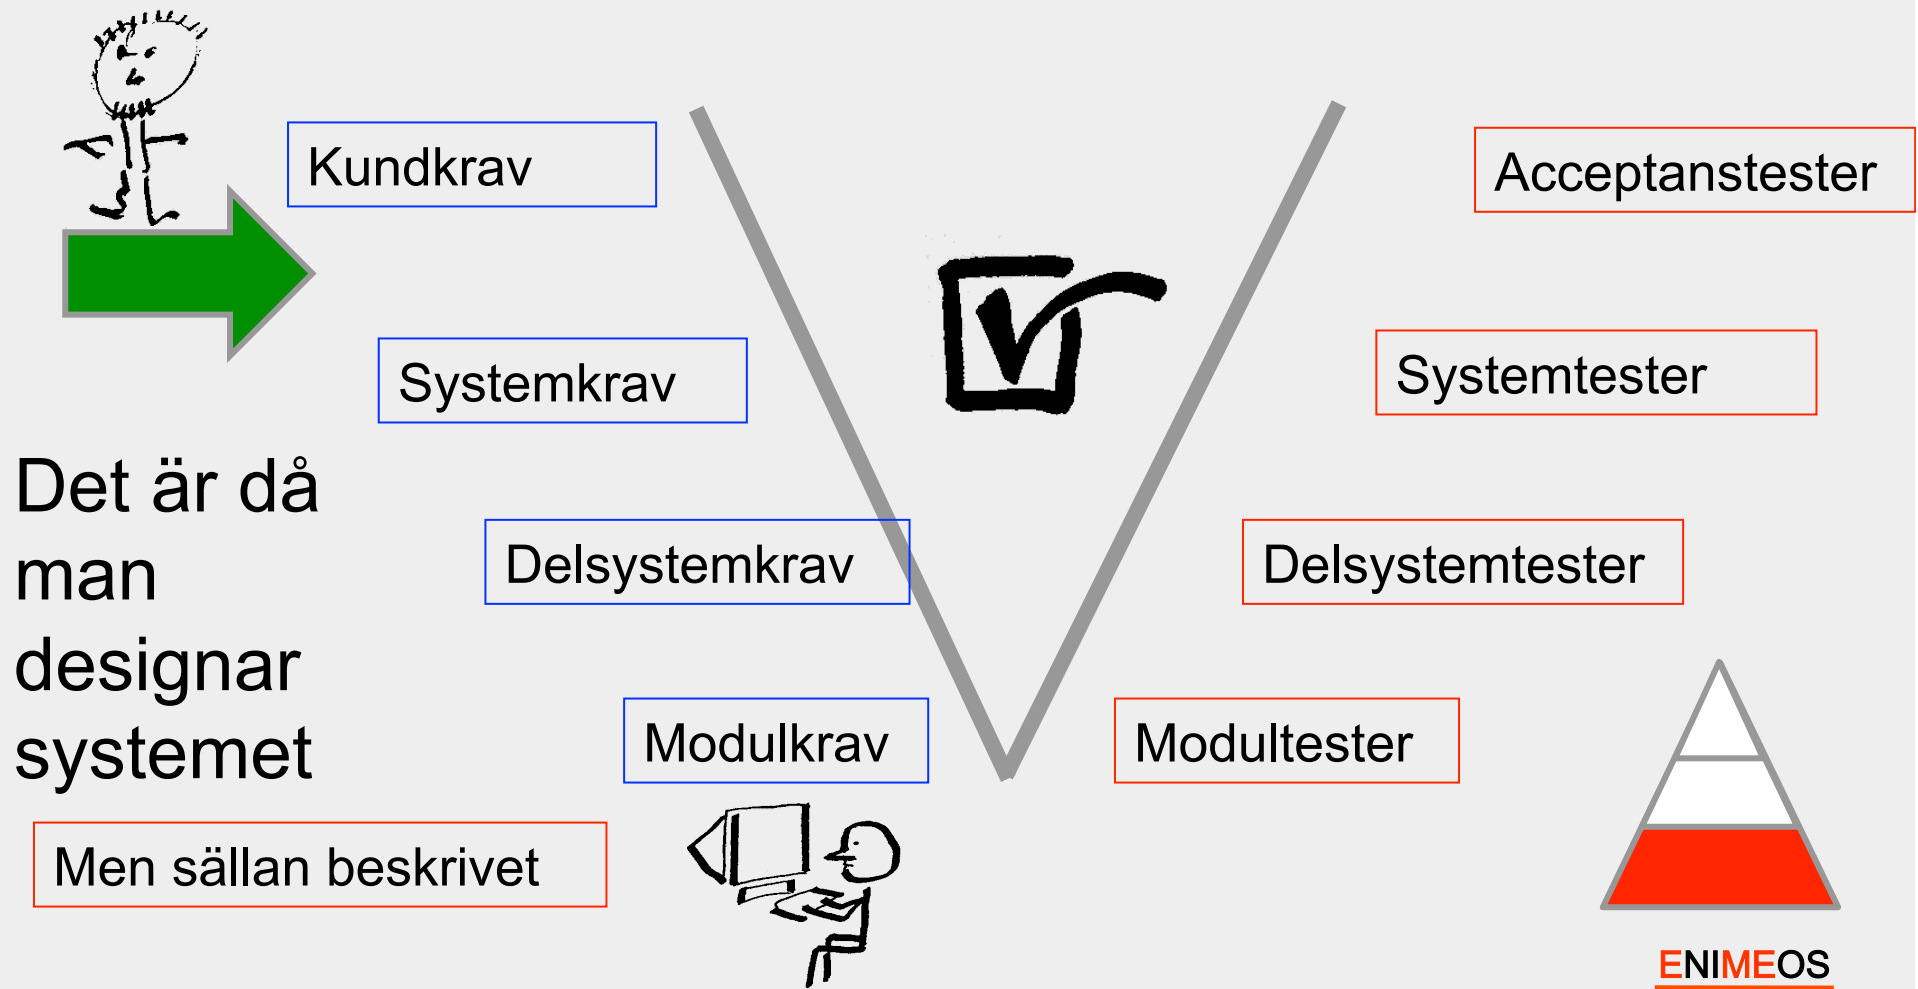 Kundkrav
Acceptanstester
Systemkrav
Systemtester
Det är då
man
designar
systemet
Delsystemkrav
Delsystemtester
Modulkrav
Modultester
Men sällan beskrivet
ENIMEOS